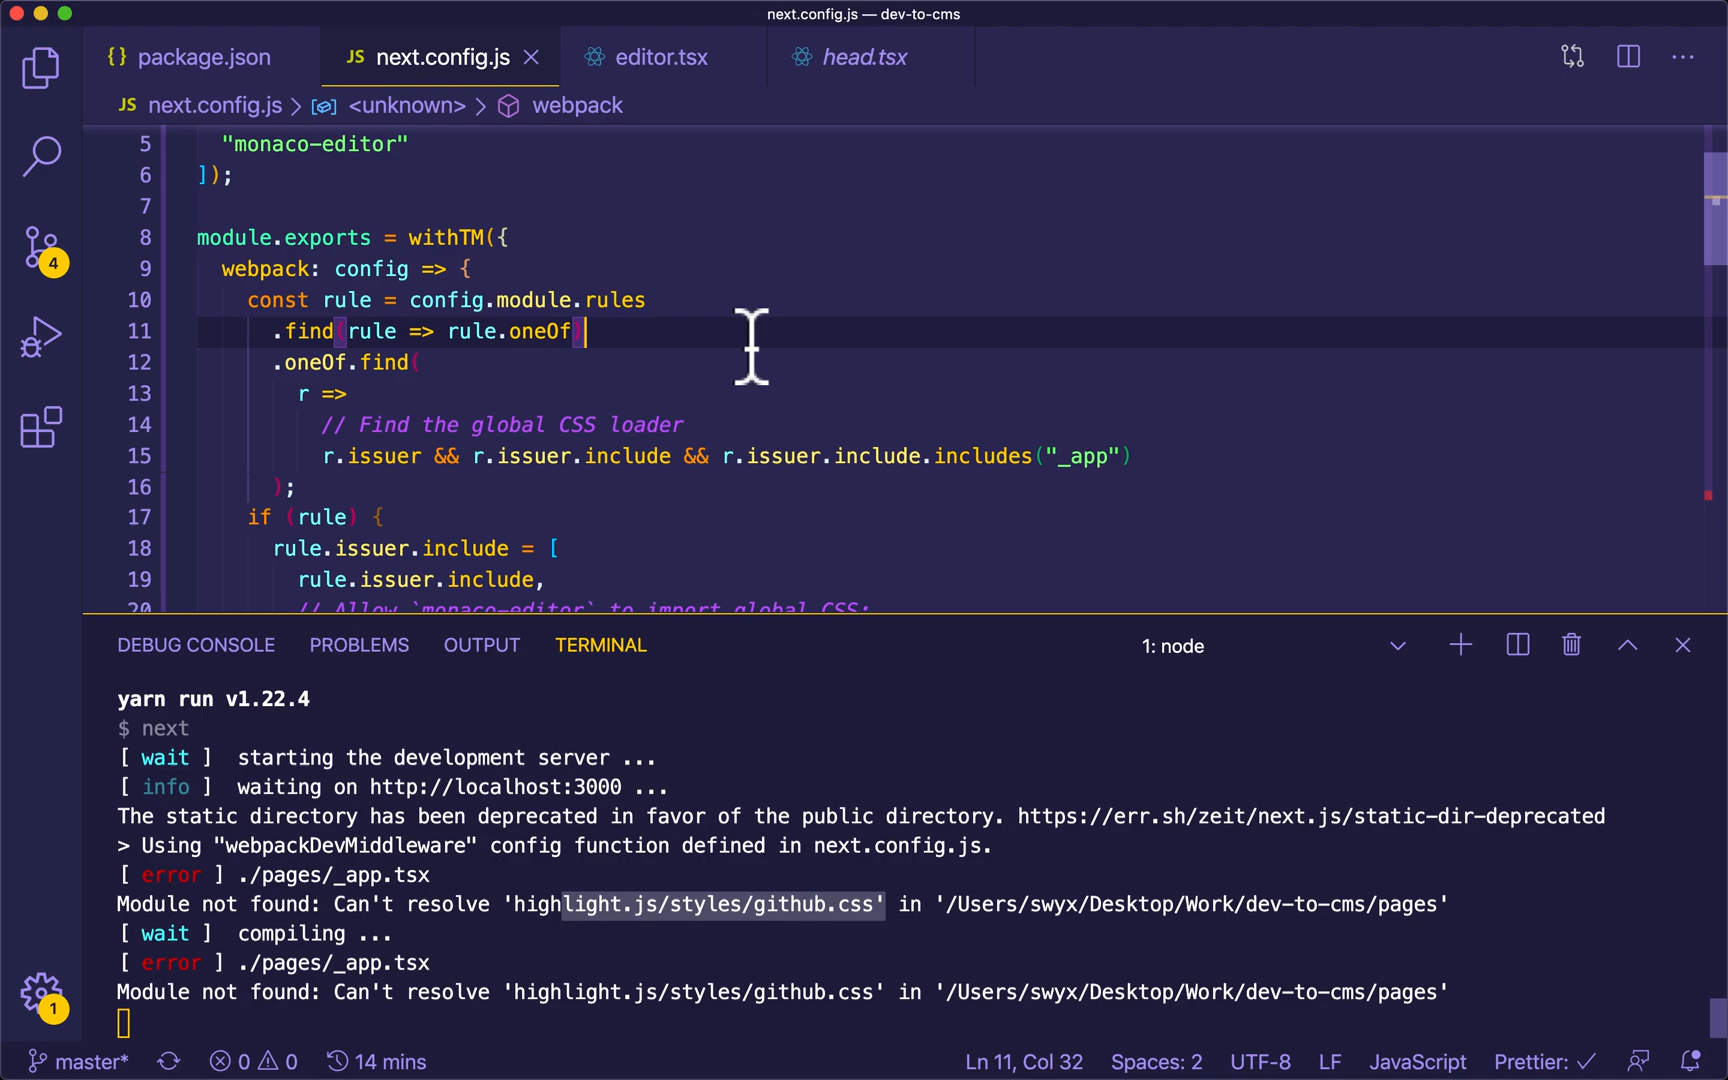 next.config.js — dev-to-cms
{} package.json
JS next.config.js
editor.tsx
head.tsx
JS next.config.js > <unknown> > webpack
5 "monaco-editor"
6 ]);
7
8 module.exports = withTM({
9 webpack: config => {
10 const rule = config.module.rules
11 .find(rule => rule.oneOf)
12 .oneOf.find(
13 r =>
14 // Find the global CSS loader
15 r.issuer && r.issuer.include && r.issuer.include.includes("_app")
16 );
17 if (rule) {
18 rule.issuer.include = [
19 rule.issuer.include,
20 // Allow `monaco-editor` to import global CSS:
4
1
DEBUG CONSOLE PROBLEMS OUTPUT TERMINAL
1: node
yarn run v1.22.4
$ next
[ wait ] starting the development server ...
[ info ] waiting on http://localhost:3000 ...
The static directory has been deprecated in favor of the public directory. https://err.sh/zeit/next.js/static-dir-deprecated
> Using "webpackDevMiddleware" config function defined in next.config.js.
[ error ] ./pages/_app.tsx
Module not found: Can't resolve 'highlight.js/styles/github.css' in '/Users/swyx/Desktop/Work/dev-to-cms/pages'
[ wait ] compiling ...
[ error ] ./pages/_app.tsx
Module not found: Can't resolve 'highlight.js/styles/github.css' in '/Users/swyx/Desktop/Work/dev-to-cms/pages'
master* 0 0 14 mins Ln 11, Col 32 Spaces: 2 UTF-8 LF JavaScript Prettier: ✓